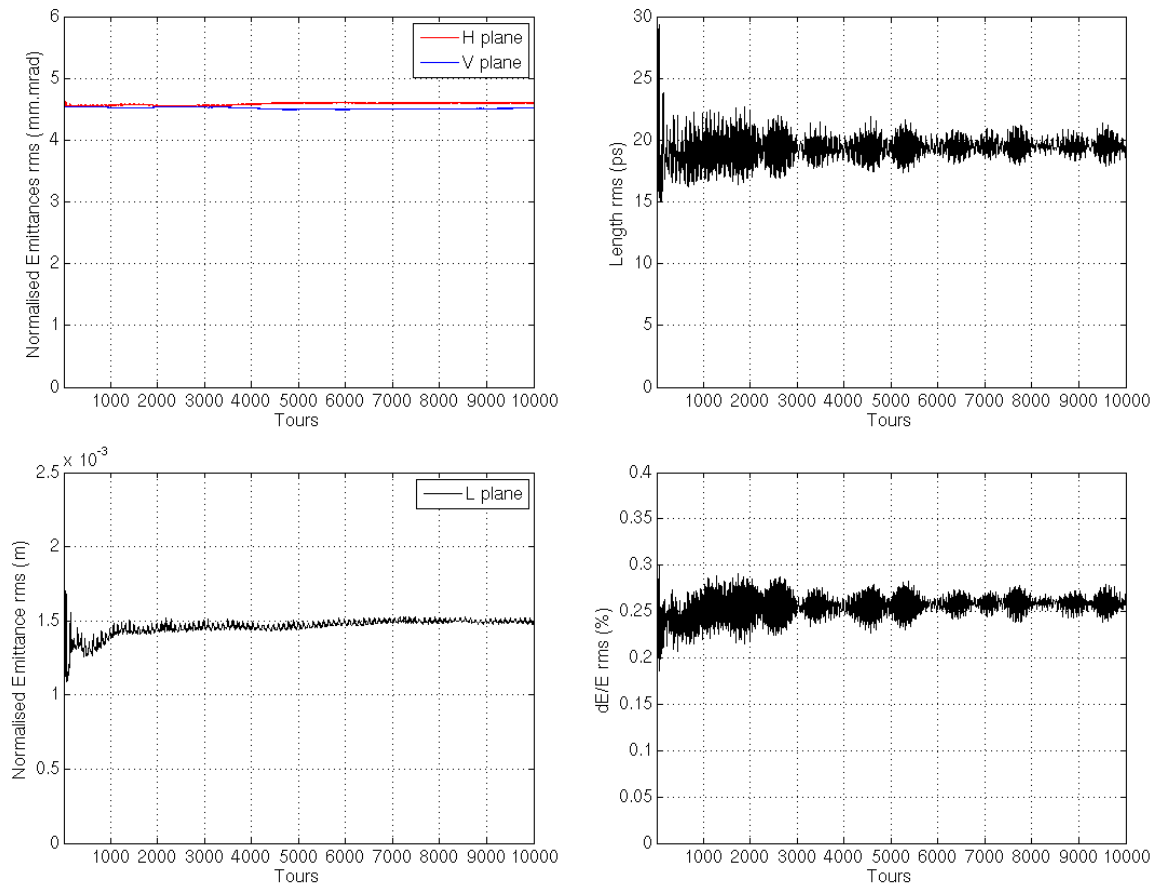 6
5
4
3
2
1
0
Normalised Emittances rms (mm.mrad)
H plane
V plane
1000 2000 3000 4000 5000 6000 7000 8000 9000 10000
Tours
30
25
20
15
10
5
0
Length rms (ps)
1000 2000 3000 4000 5000 6000 7000 8000 9000 10000
Tours
x 10^-3
2.5
2
1.5
1
0.5
0
Normalised Emittance rms (m)
L plane
1000 2000 3000 4000 5000 6000 7000 8000 9000 10000
Tours
0.4
0.35
0.3
0.25
0.2
0.15
0.1
0.05
0
dE/E rms (%)
1000 2000 3000 4000 5000 6000 7000 8000 9000 10000
Tours